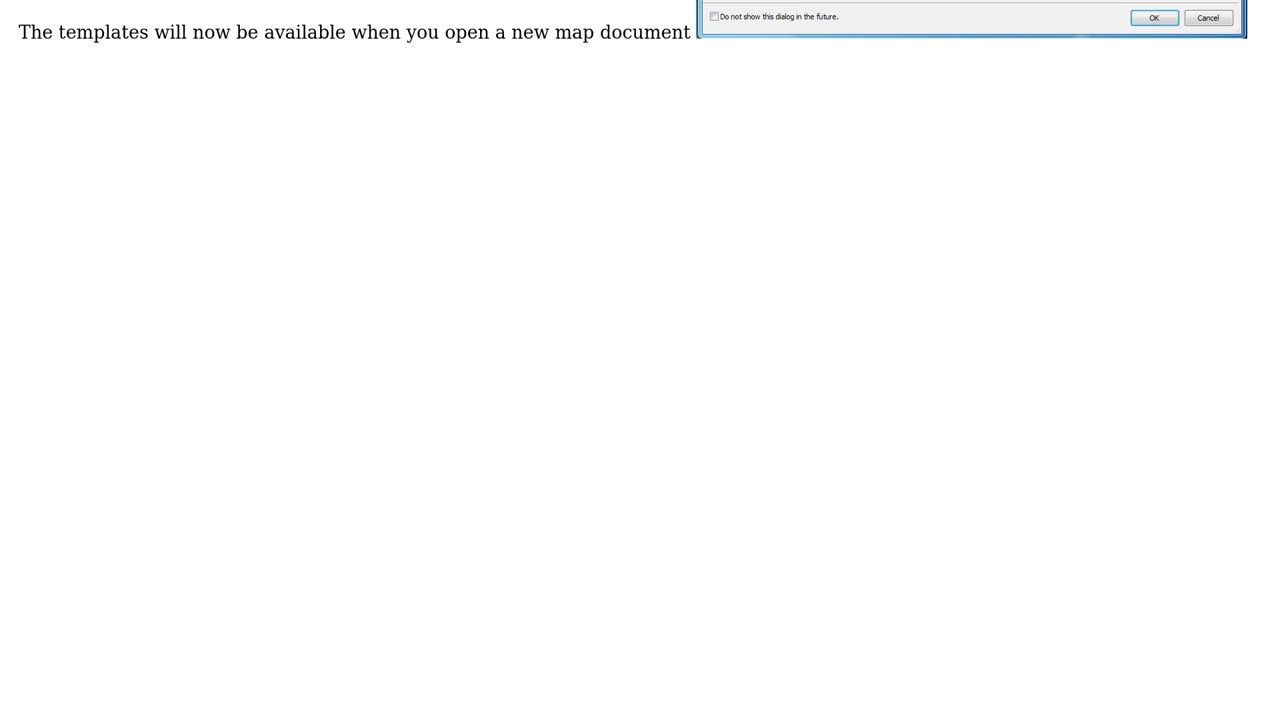 The templates will now be available when you open a new map document
Do not show this dialog in the future.
OK
Cancel